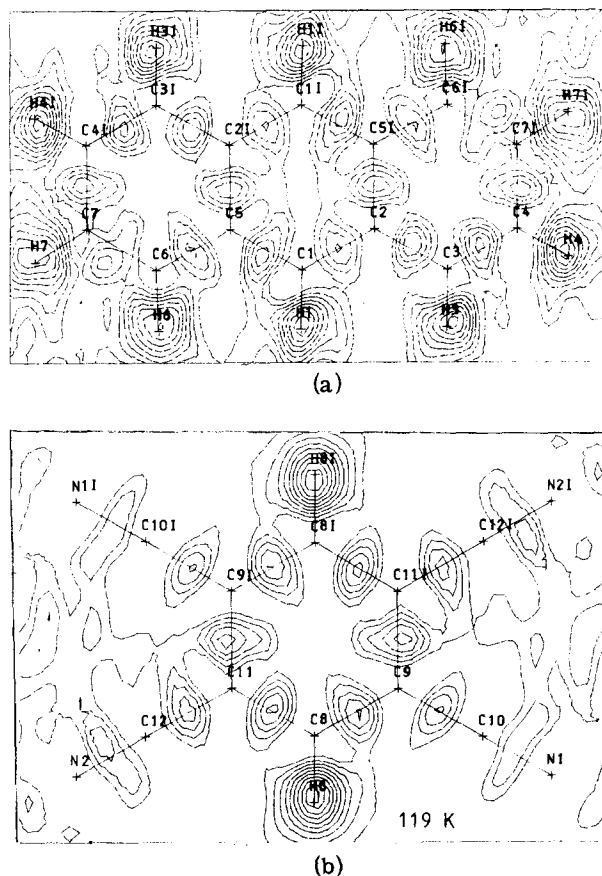 H3I H1I H6I
C3I C1I C6I
H4I H7I
C4I C2I C5I C7I
C7 C5 C2 C4
H7 C6 C1 C3 H4
H6 H1 H3
(a)
H8I
N1I N2I
C10I C8I C12I
C9I C11I
C11 C9
C12 C8 C10
N2 H8 N1
119 K
(b)